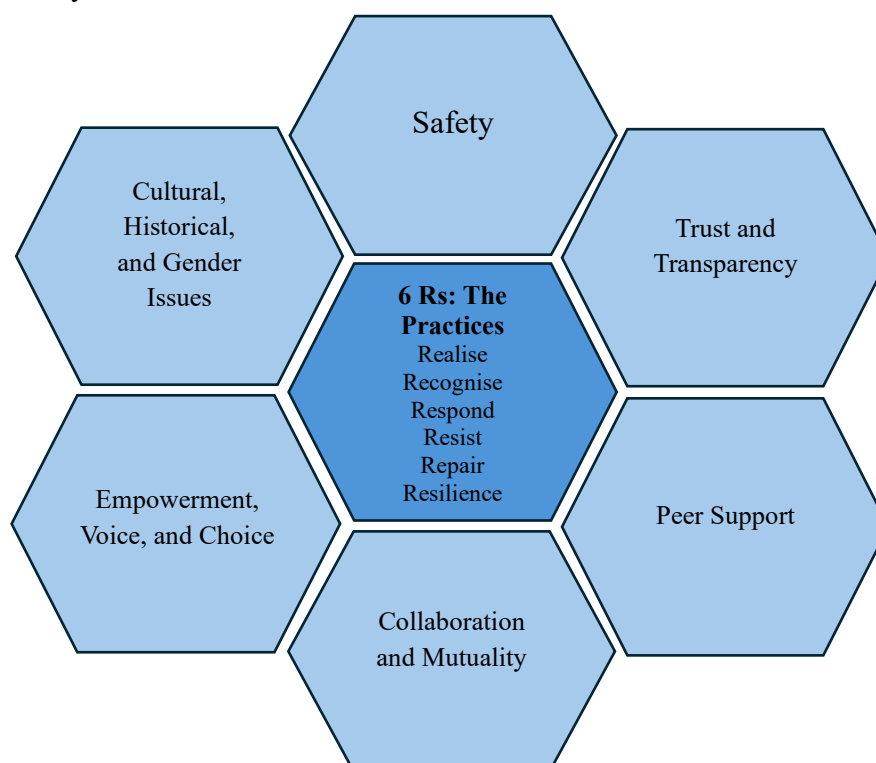 Safety
Cultural,
Historical,
and Gender
Issues
Trust and
Transparency
6 Rs: The
Practices
Realise
Recognise
Respond
Resist
Repair
Resilience
Empowerment,
Voice, and Choice
Peer Support
Collaboration
and Mutuality